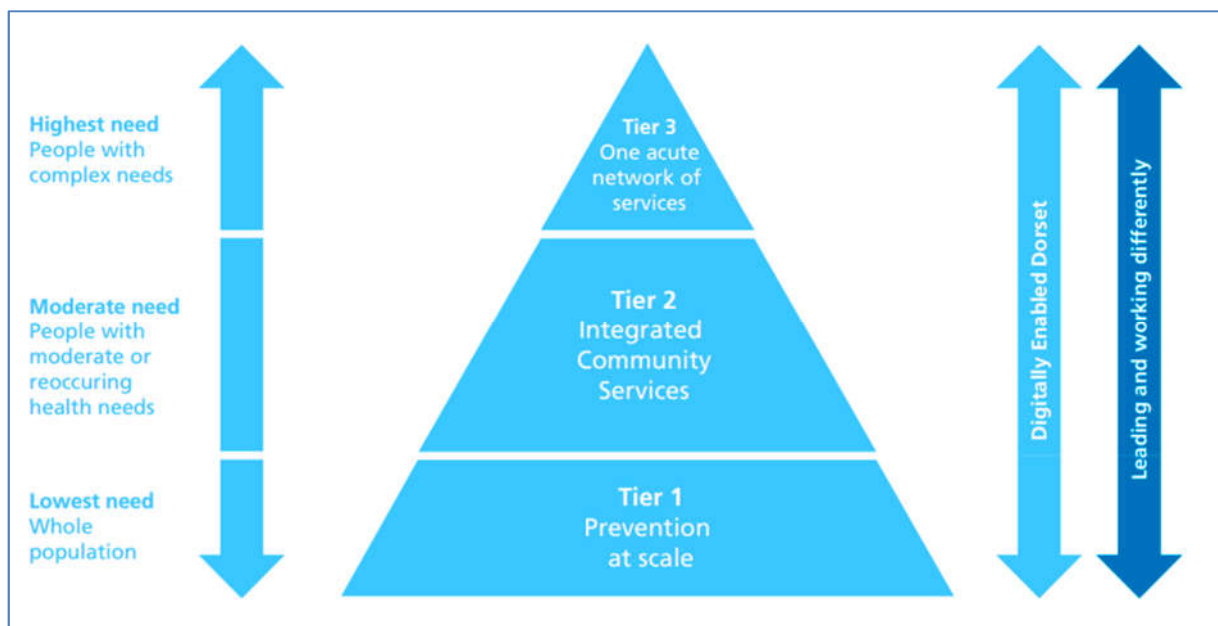 Highest need
People with
complex needs
Moderate need
People with
moderate or
reoccuring
health needs
Lowest need
Whole
population
Tier 3
One acute
network of
services
Tier 2
Integrated
Community
Services
Tier 1
Prevention
at scale
Digitally Enabled Dorset
Leading and working differently